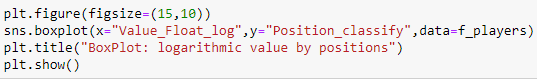 plt.figure(figsize=(15,10))
sns.boxplot(x="Value_Float_log",y="Position_classify",data=f_players)
plt.title("BoxPlot: logarithmic value by positions")
plt.show()